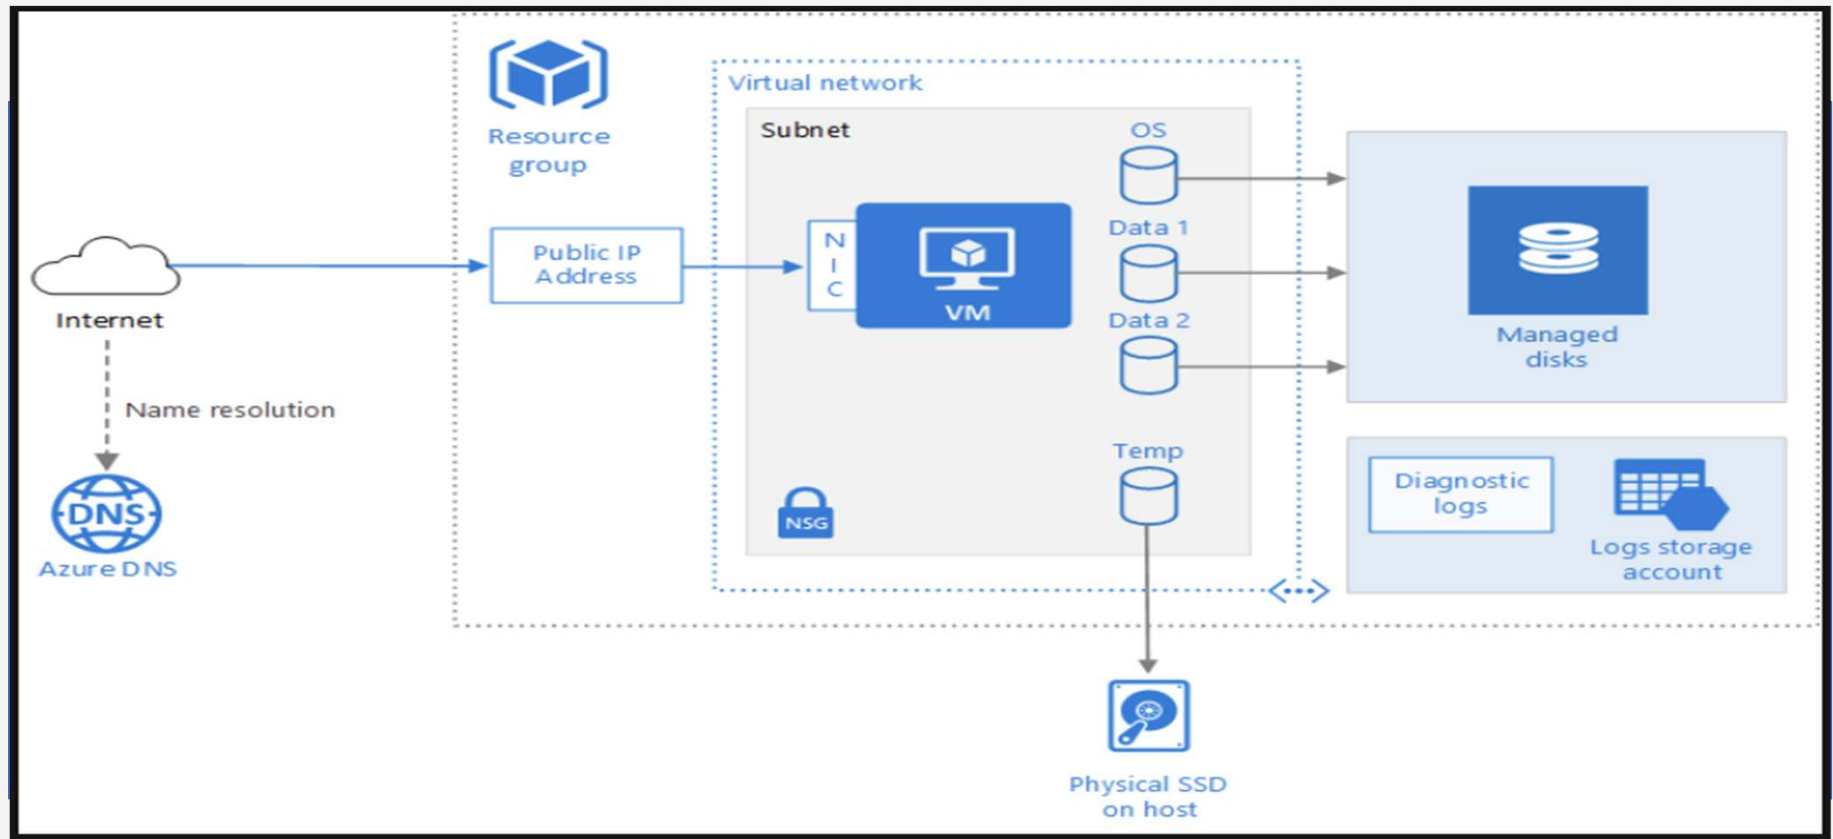 Resource
group
Virtual network
Subnet
OS
Data 1
Data 2
Temp
Public IP
Address
N
I
C
VM
NSG
Internet
Name resolution
DNS
Azure DNS
Managed
disks
Diagnostic
logs
Logs storage
account
Physical SSD
on host